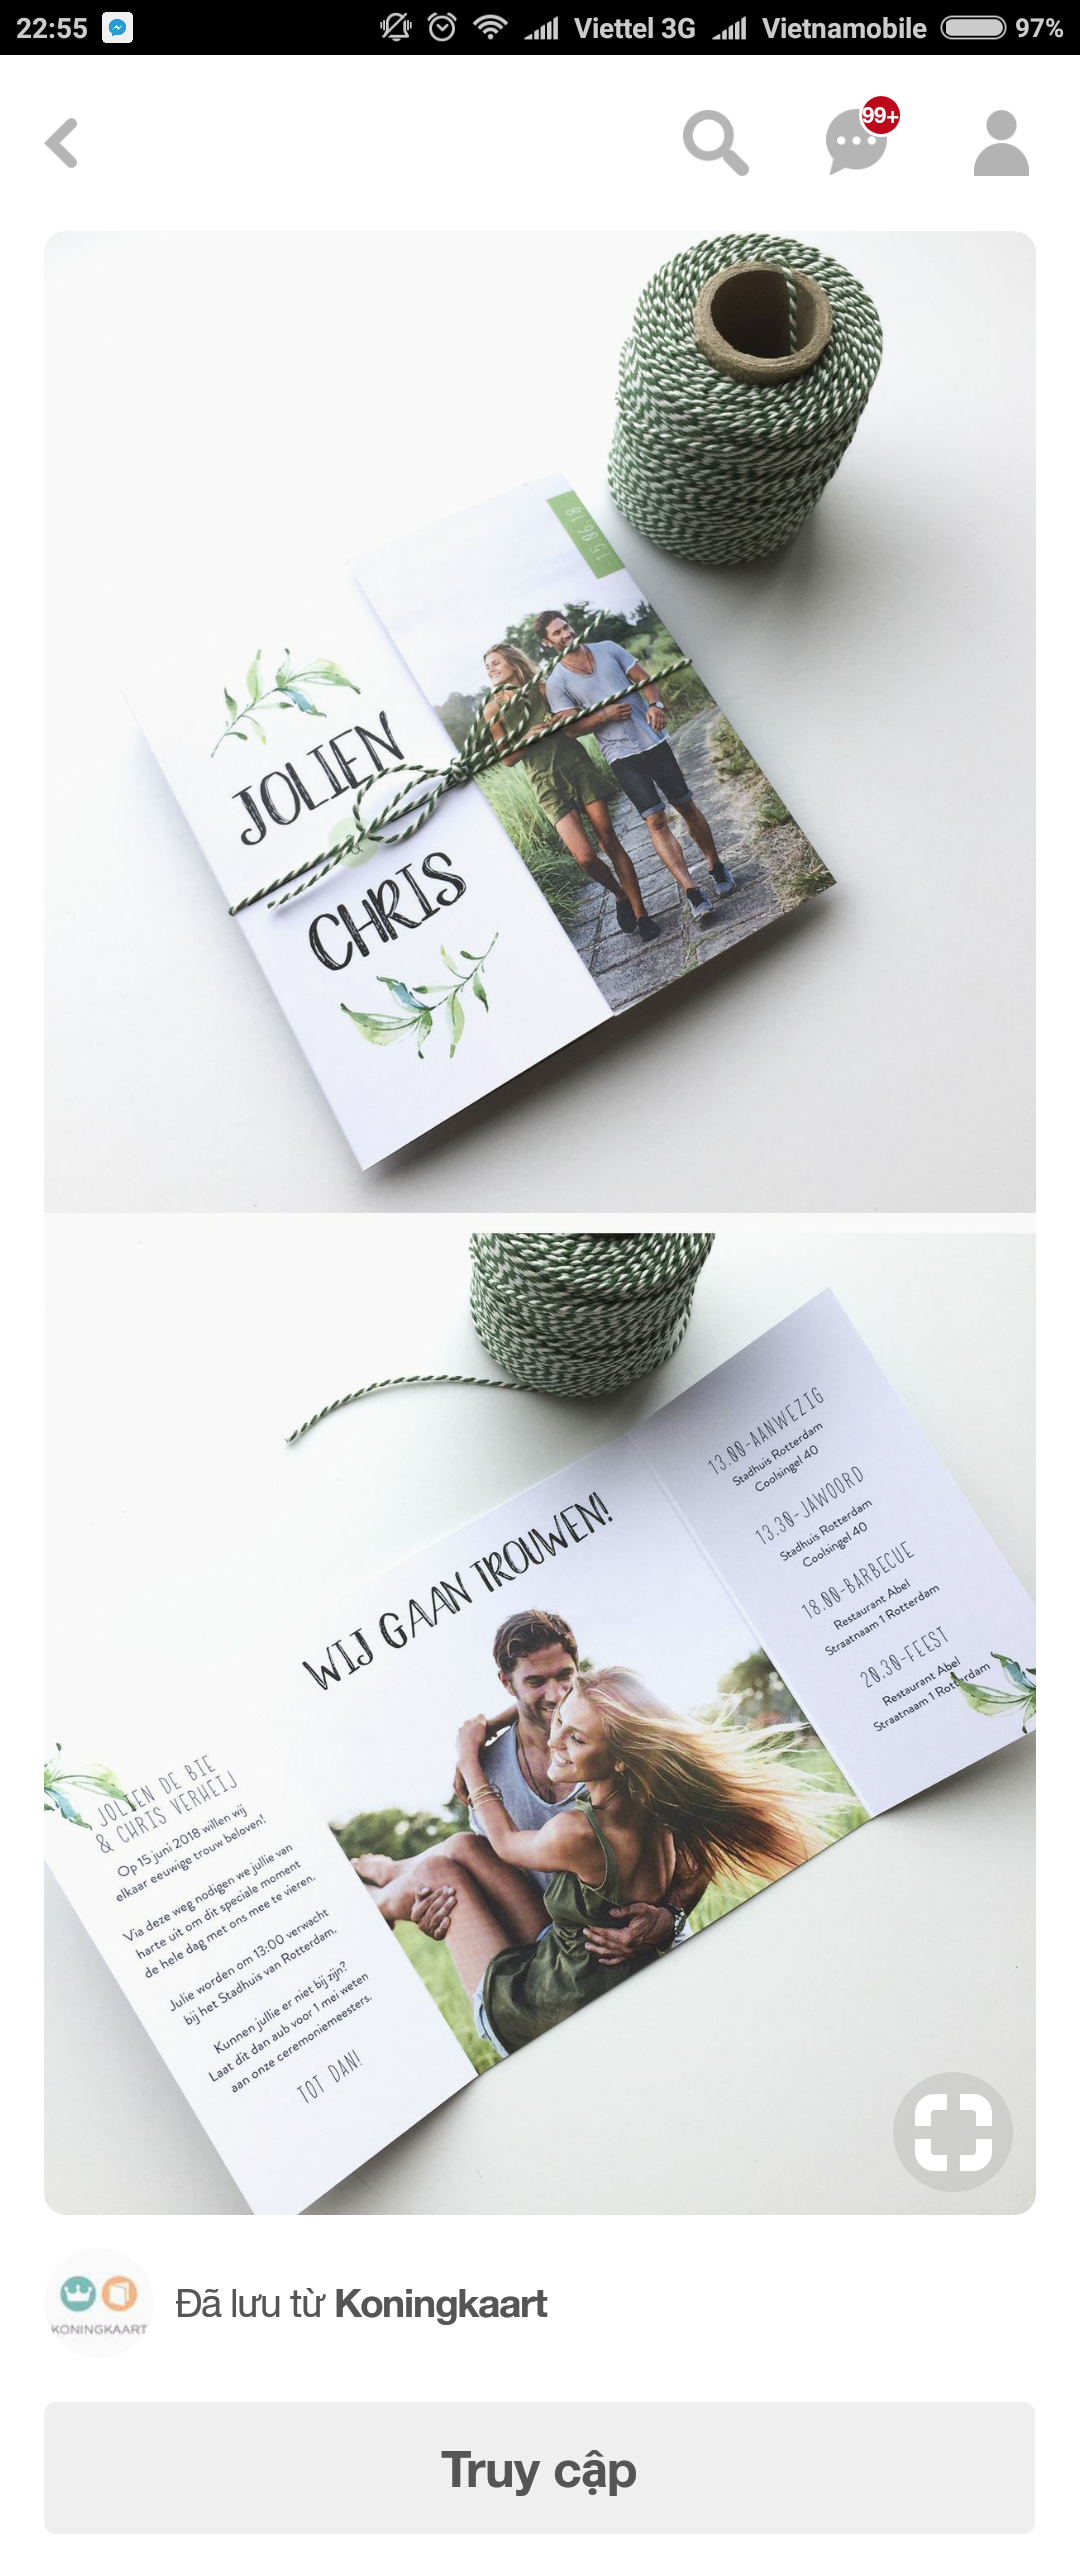 22:55
Viettel 3G
Vietnamobile
97%
99+
15.06.18
JOLIEN
&
CHRIS
WIJ GAAN TROUWEN!
13.00-AANWEZIG
Stadhuis Rotterdam
Coolsingel 40
13.30-JAWOORD
Stadhuis Rotterdam
Coolsingel 40
18.00-BARBECUE
Restaurant Abel
Straatnaam 1 Rotterdam
20.30-FEEST
Restaurant Abel
Straatnaam 1 Rotterdam
JOLIEN DE BIE
& CHRIS VERHEIJ
Op 15 juni 2018 willen wij
elkaar eeuwige trouw beloven!
Via deze weg nodigen we jullie van
harte uit om dit speciale moment
de hele dag met ons mee te vieren.
Julie worden om 13:00 verwacht
bij het Stadhuis van Rotterdam.
Kunnen jullie er niet bij zijn?
Laat dit dan aub voor 1 mei weten
aan onze ceremoniemeesters.
TOT DAN!
KONINGKAART
Đã lưu từ Koningkaart
Truy cập